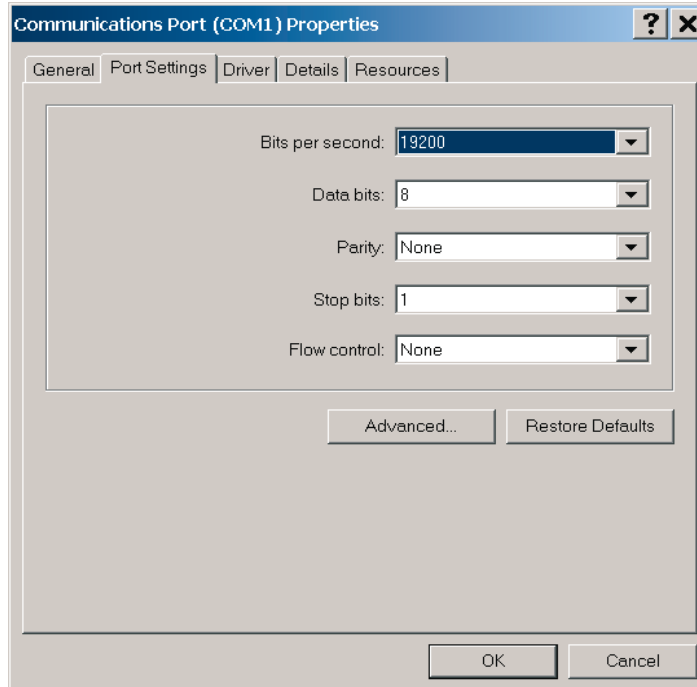 Communications Port (COM1) Properties
General Port Settings Driver Details Resources
Bits per second: 19200
Data bits: 8
Parity: None
Stop bits: 1
Flow control: None
Advanced... Restore Defaults
OK Cancel